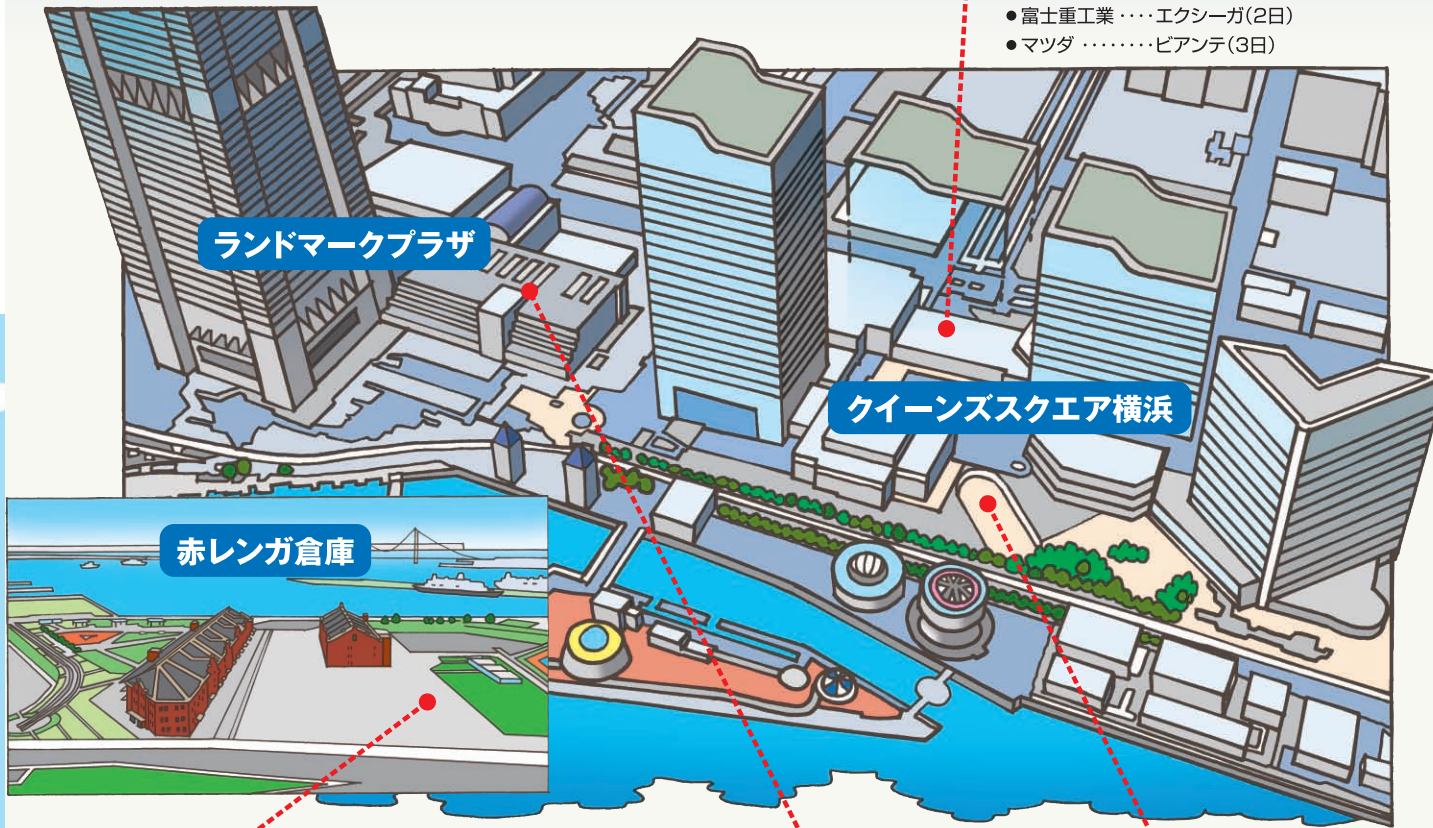 ●富士重工業‥‥エクシーガ(2日)
●マツダ‥‥‥‥ビアンテ(3日)
ランドマークプラザ
クイーンズスクエア横浜
赤レンガ倉庫